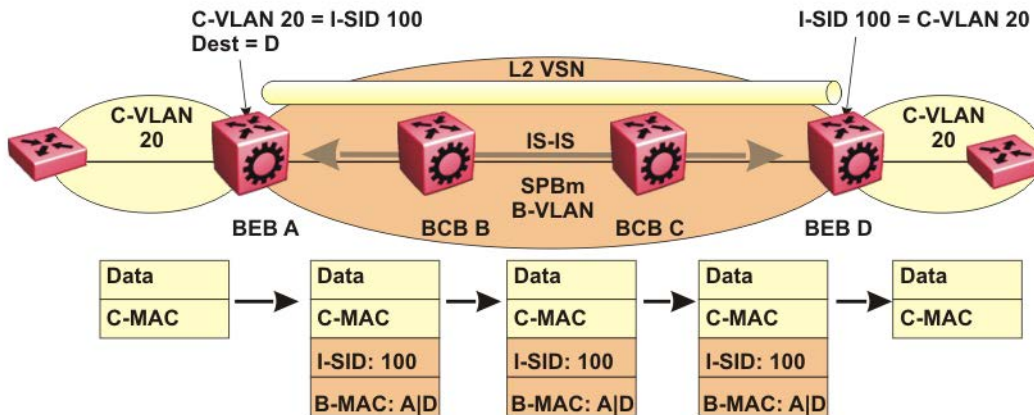 C-VLAN 20 = I-SID 100
Dest = D
I-SID 100 = C-VLAN 20
L2 VSN
C-VLAN
20
IS-IS
C-VLAN
20
SPBm
B-VLAN
BEB A
BCB B
BCB C
BEB D
Data
C-MAC
Data
C-MAC
I-SID: 100
B-MAC: A|D
Data
C-MAC
I-SID: 100
B-MAC: A|D
Data
C-MAC
I-SID: 100
B-MAC: A|D
Data
C-MAC